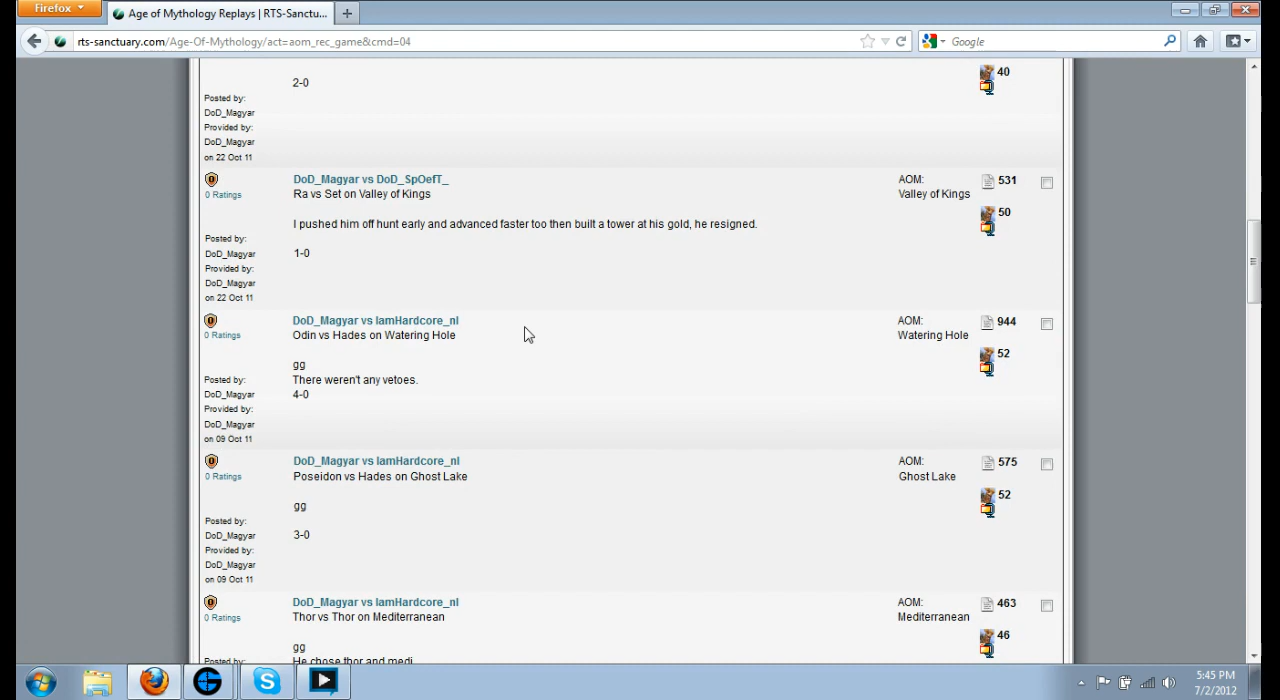 Firefox
Age of Mythology Replays | RTS-Sanctu...
rts-sanctuary.com/Age-Of-Mythology/act=aom_rec_game&cmd=04
Google
40
2-0
Posted by:
DoD_Magyar
Provided by:
DoD_Magyar
on 22 Oct 11
0 Ratings
DoD_Magyar vs DoD_SpOefT_
Ra vs Set on Valley of Kings
AOM:
Valley of Kings
531
50
I pushed him off hunt early and advanced faster too then built a tower at his gold, he resigned.
1-0
Posted by:
DoD_Magyar
Provided by:
DoD_Magyar
on 22 Oct 11
0 Ratings
DoD_Magyar vs IamHardcore_nl
Odin vs Hades on Watering Hole
AOM:
Watering Hole
944
52
gg
There weren't any vetoes.
4-0
Posted by:
DoD_Magyar
Provided by:
DoD_Magyar
on 09 Oct 11
0 Ratings
DoD_Magyar vs IamHardcore_nl
Poseidon vs Hades on Ghost Lake
AOM:
Ghost Lake
575
52
gg
3-0
Posted by:
DoD_Magyar
Provided by:
DoD_Magyar
on 09 Oct 11
0 Ratings
DoD_Magyar vs IamHardcore_nl
Thor vs Thor on Mediterranean
AOM:
Mediterranean
463
46
gg
He chose thor and medi
Posted by:
5:45 PM
7/2/2012